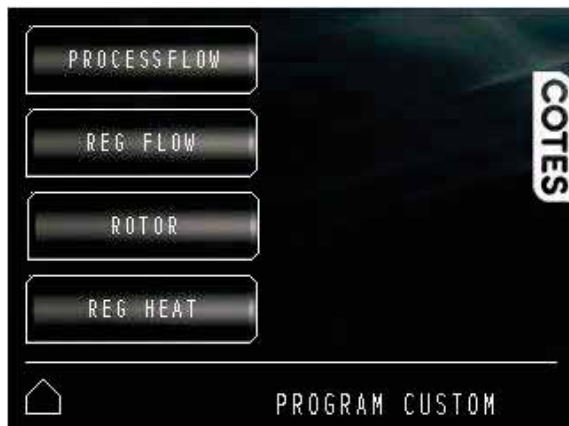 PROCESSFLOW
REG FLOW
ROTOR
REG HEAT
COTES
PROGRAM CUSTOM